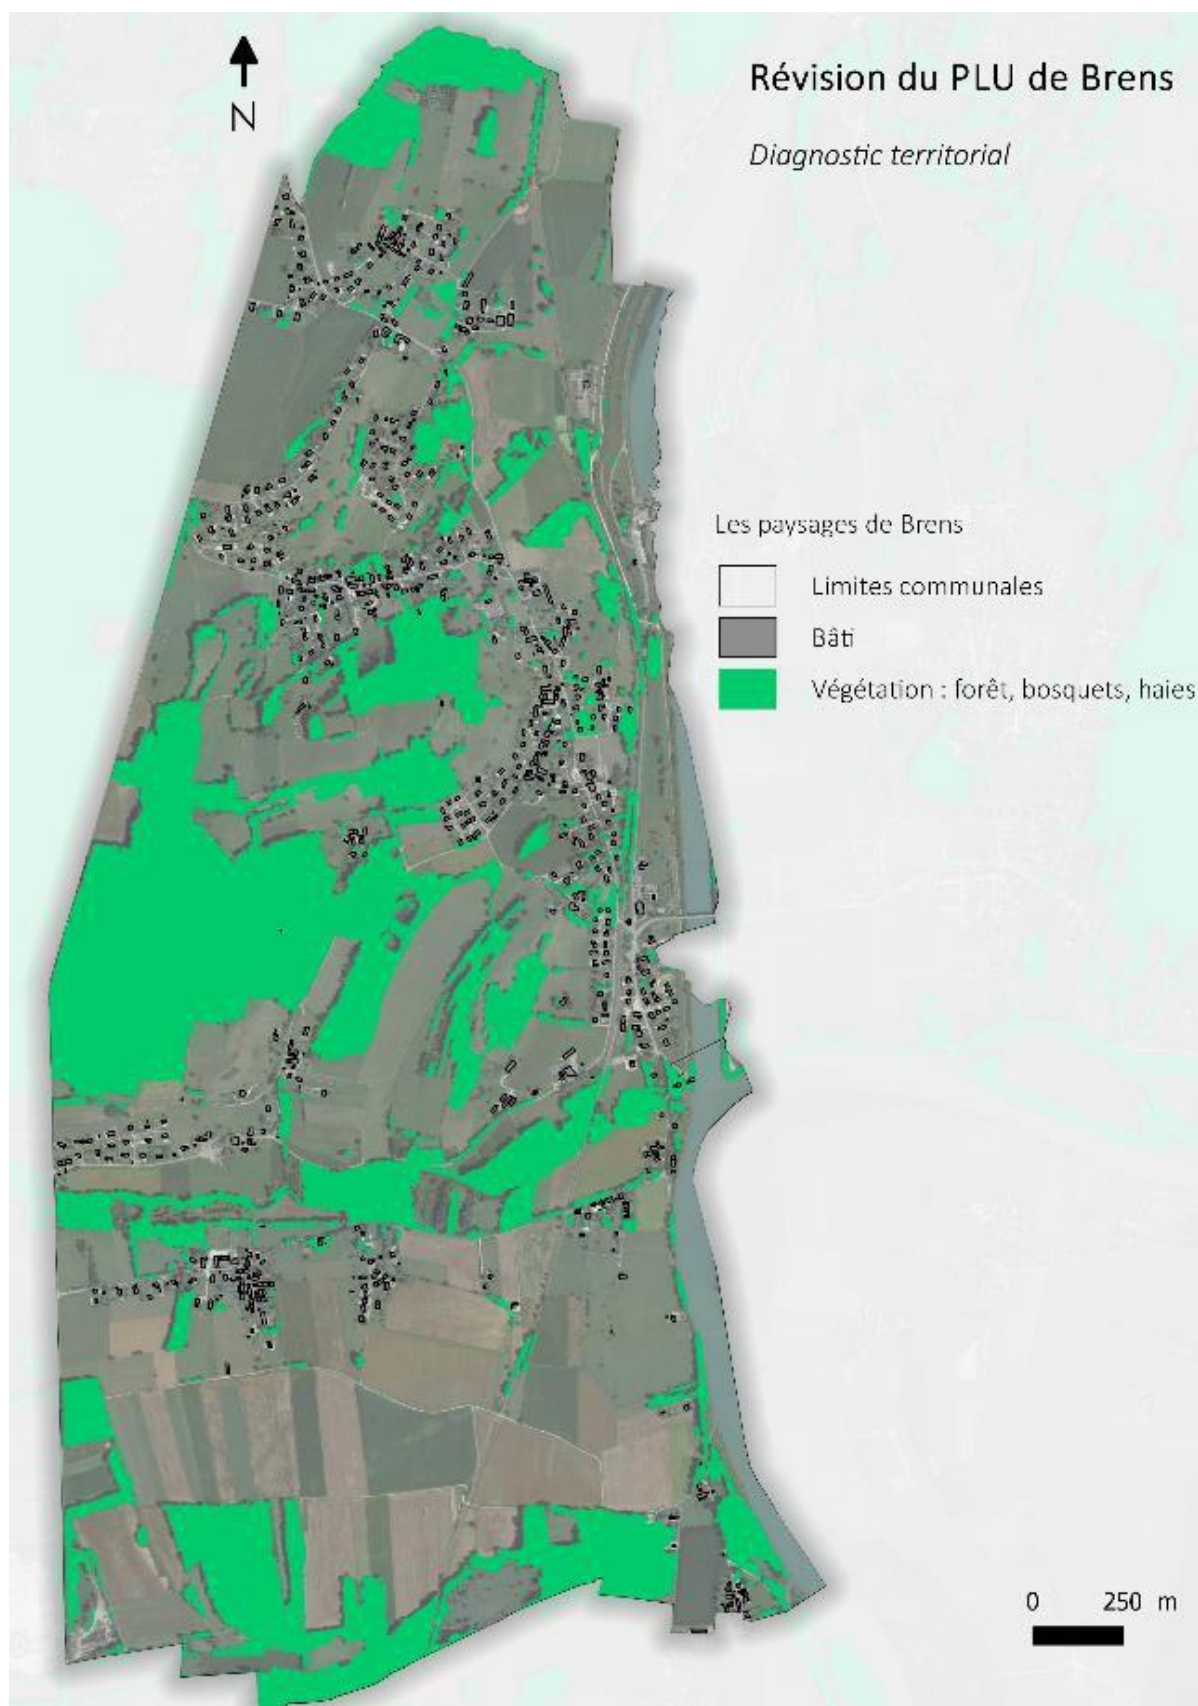 Révision du PLU de Brens
N
Diagnostic territorial
Les paysages de Brens
Limites communales
Bâti
Végétation : forêt, bosquets, haies
0 250 m